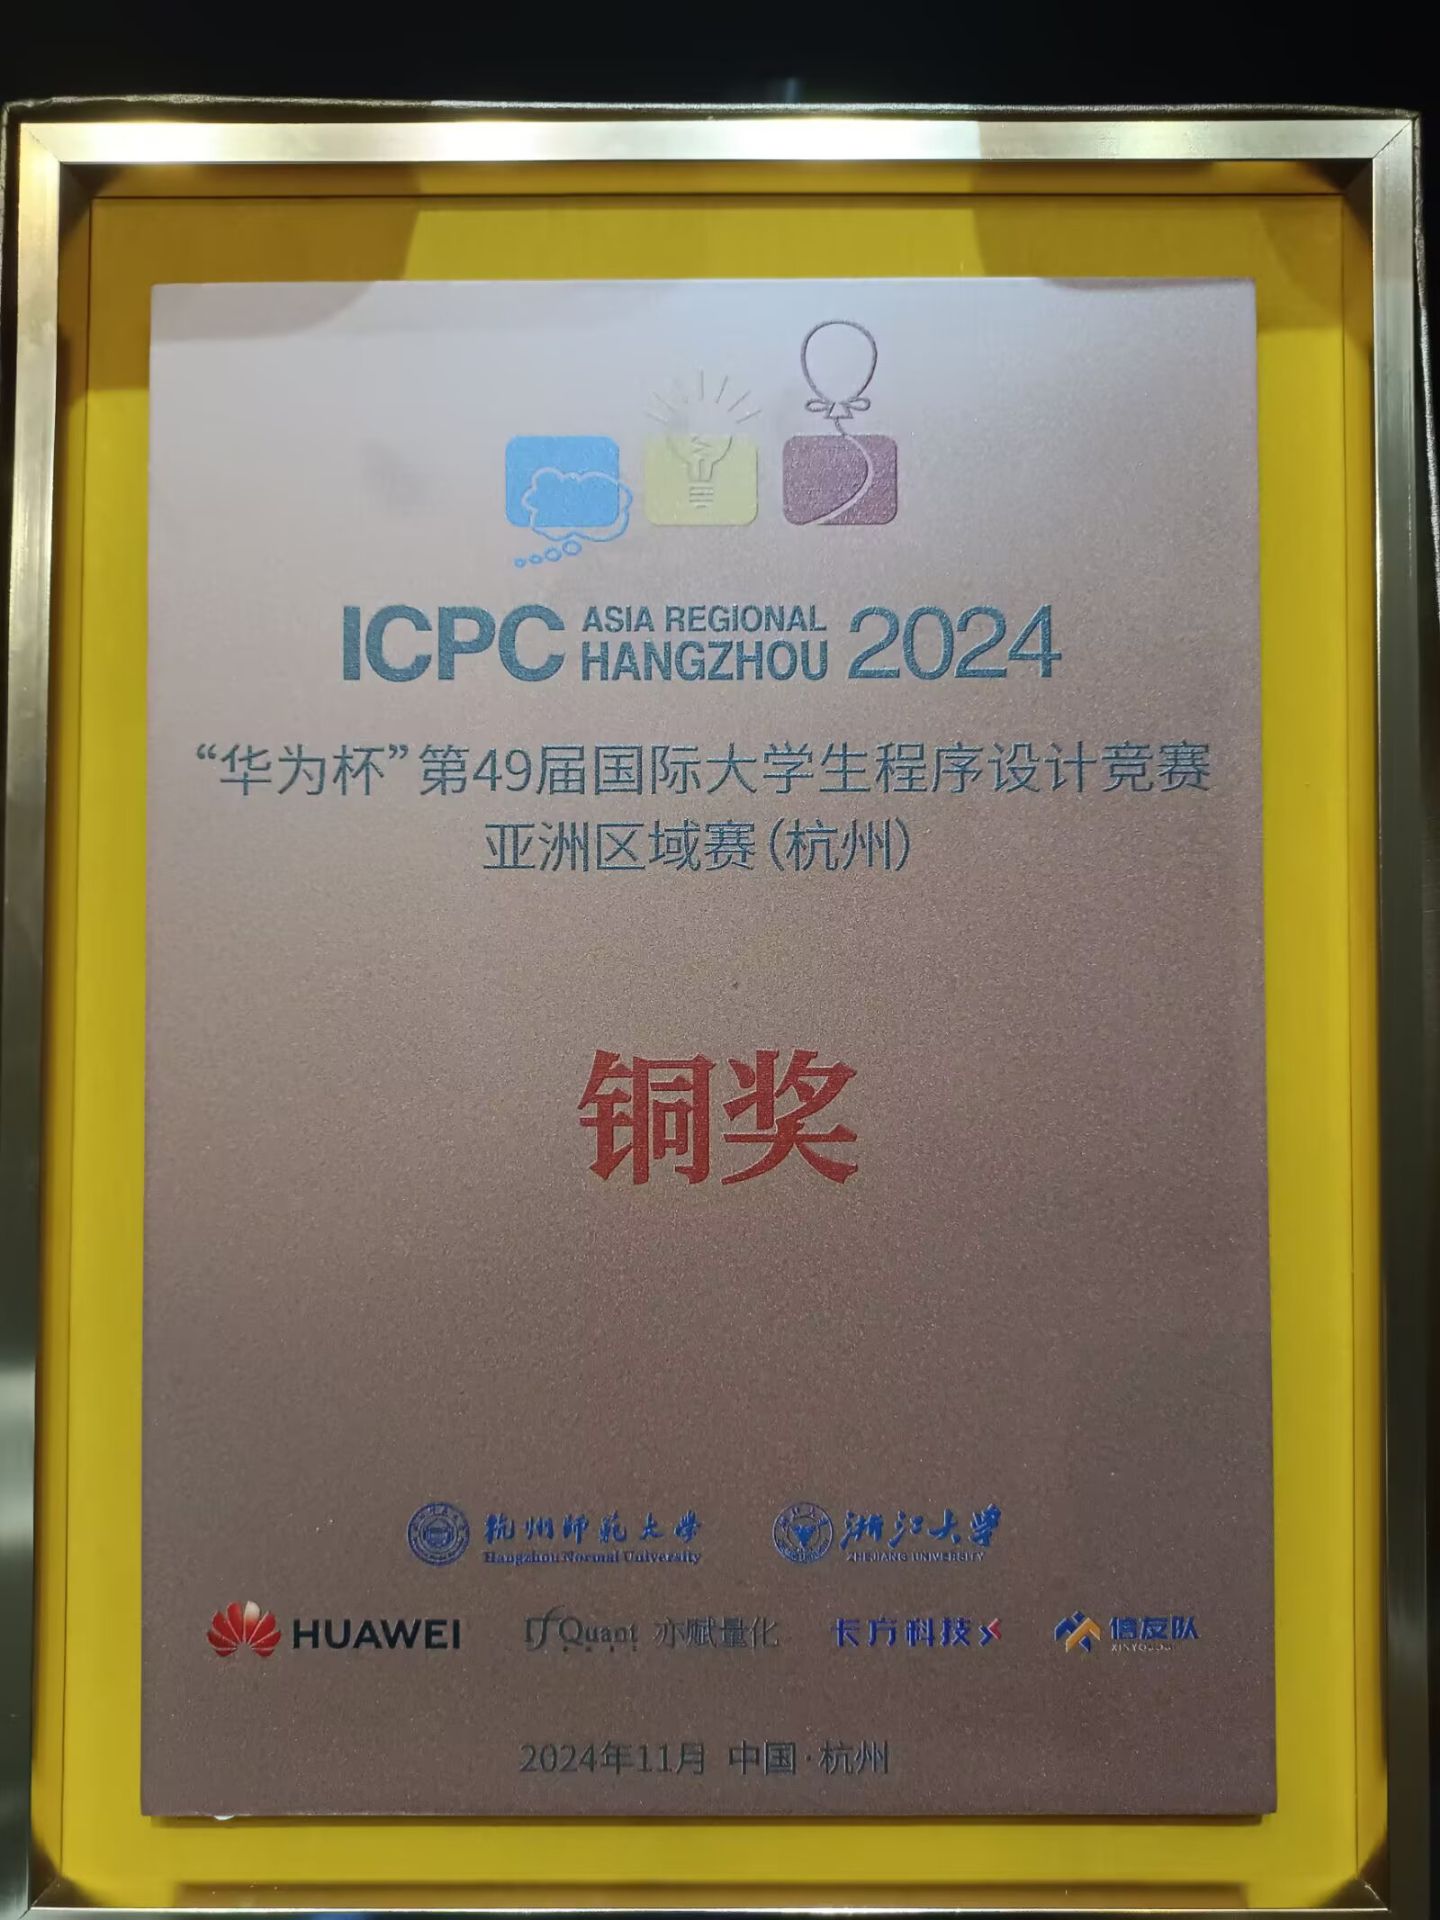 ICPC ASIA REGIONAL HANGZHOU 2024
“华为杯”第49届国际大学生程序设计竞赛
亚洲区域赛(杭州)
铜奖
杭州师范大学 浙江大学
Hangzhou Normal University ZHEJIANG UNIVERSITY
HUAWEI Quant 亦赋量化 卡方科技 信友队
2024年11月 中国·杭州